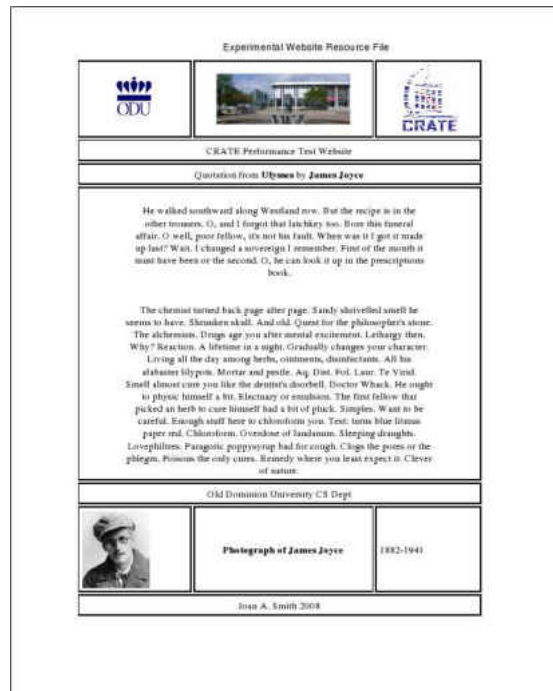 Experimental Website Resource File
ODU
CRATE
CRATE Performance Test Website
Quotation from Ulysses by James Joyce
He walked southward along Westland row. But the recipe is in the
other trousers. O, and I forgot that latchkey too. Bore this funeral
affair. O well, poor fellow, it's not his fault. When was it I got it made
up last? Wait. I changed a sovereign I remember. First of the month it
must have been or the second. O, he can look it up in the prescriptions
book.
The chemist turned back page after page. Sandy shrivelled smell he
seems to have. Shrunken skull. And old. Quest for the philosopher's stone.
The alchemists. Drugs age you after mental excitement. Lethargy then.
Why? Reaction. A lifetime in a night. Gradually changes your character.
Living all the day among herbs, ointments, disinfectants. All his
alabaster lilypots. Mortar and pestle. Aq. Dist. Fol. Laur. Te Virid.
Smell almost cure you like the dentist's doorbell. Doctor Whack. He ought
to physic himself a bit. Electuary or emulsion. The first fellow that
picked an herb to cure himself had a bit of pluck. Simples. Want to be
careful. Enough stuff here to chloroform you. Test: turns blue litmus
paper red. Chloroform. Overdose of laudanum. Sleeping draughts.
Lovephiltres. Paragoric poppysyrup bad for cough. Clogs the pores or the
phlegm. Poisons the only cures. Remedy where you least expect it. Clever
of nature.
Old Dominion University CS Dept
Photograph of James Joyce
1882-1941
Joan A. Smith 2008